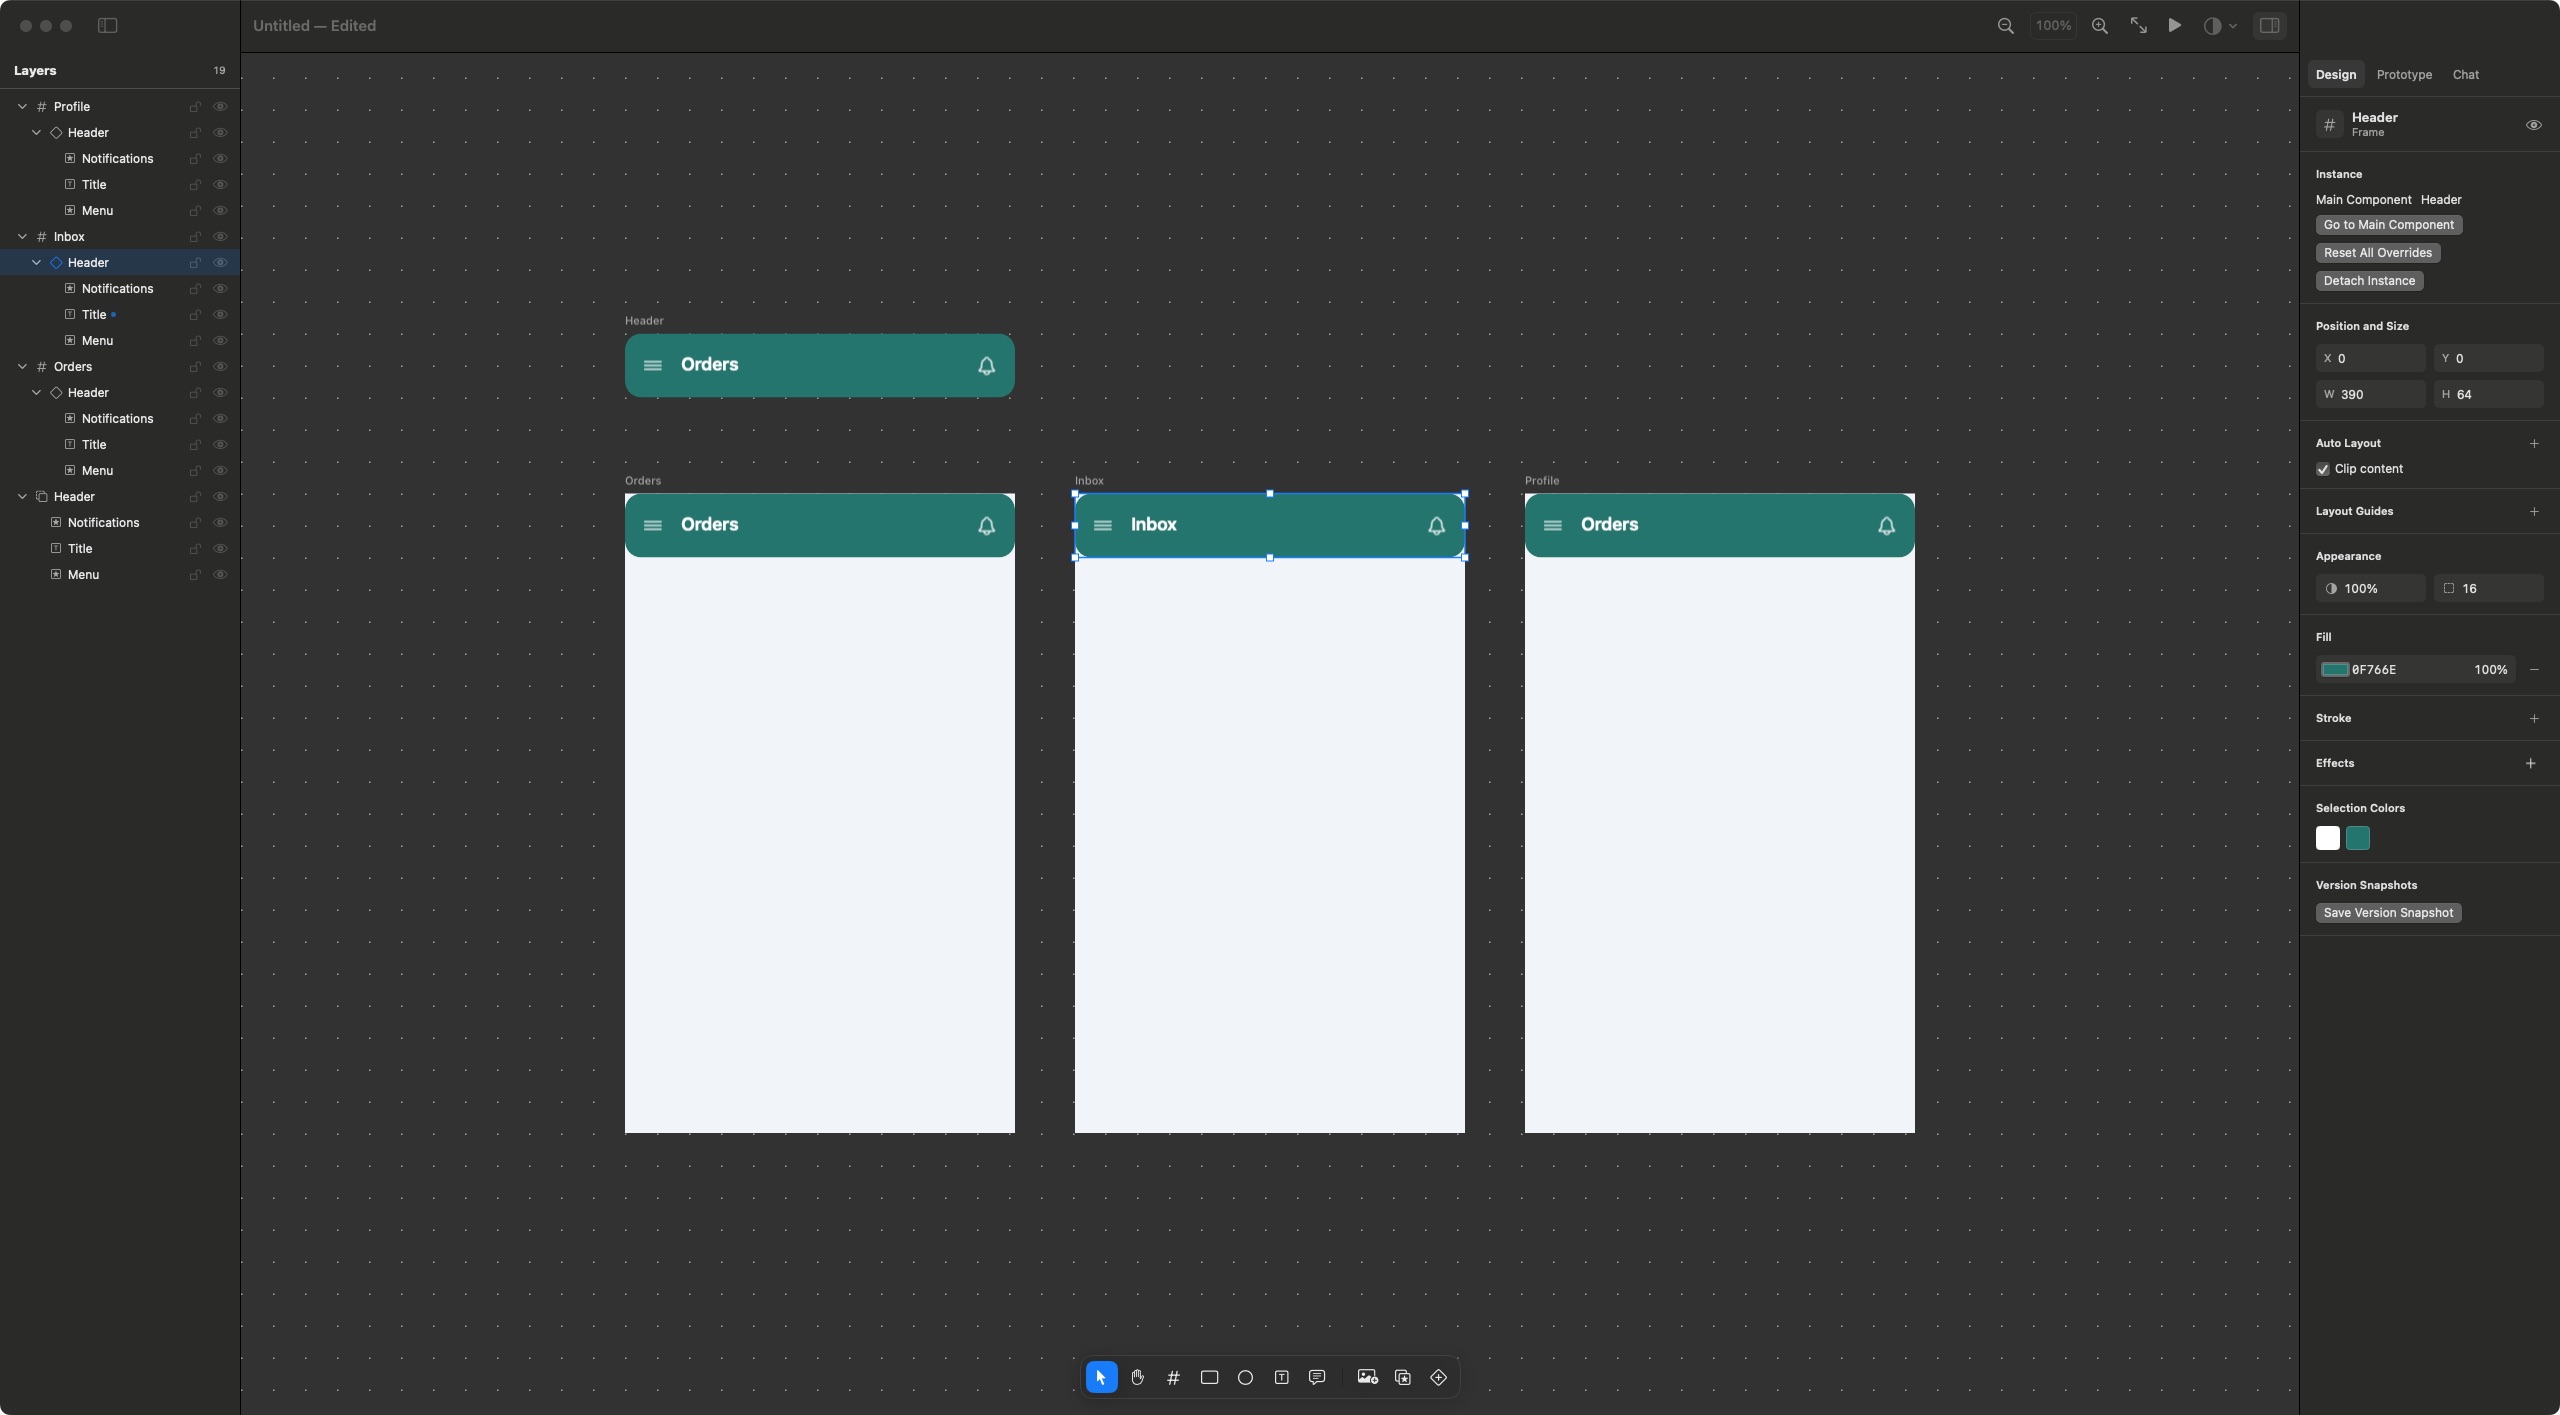 Untitled — Edited
100%
Layers
19
Profile
Header
Notifications
Title
Menu
Inbox
Header
Notifications
Title
Menu
Orders
Header
Notifications
Title
Menu
Header
Notifications
Title
Menu
Header
Orders
Orders
Orders
Inbox
Inbox
Profile
Orders
Design Prototype Chat
Header
Frame
Instance
Main Component Header
Go to Main Component
Reset All Overrides
Detach Instance
Position and Size
X 0 Y 0
W 390 H 64
Auto Layout
Clip content
Layout Guides
Appearance
100% 16
Fill
0F766E 100%
Stroke
Effects
Selection Colors
Version Snapshots
Save Version Snapshot